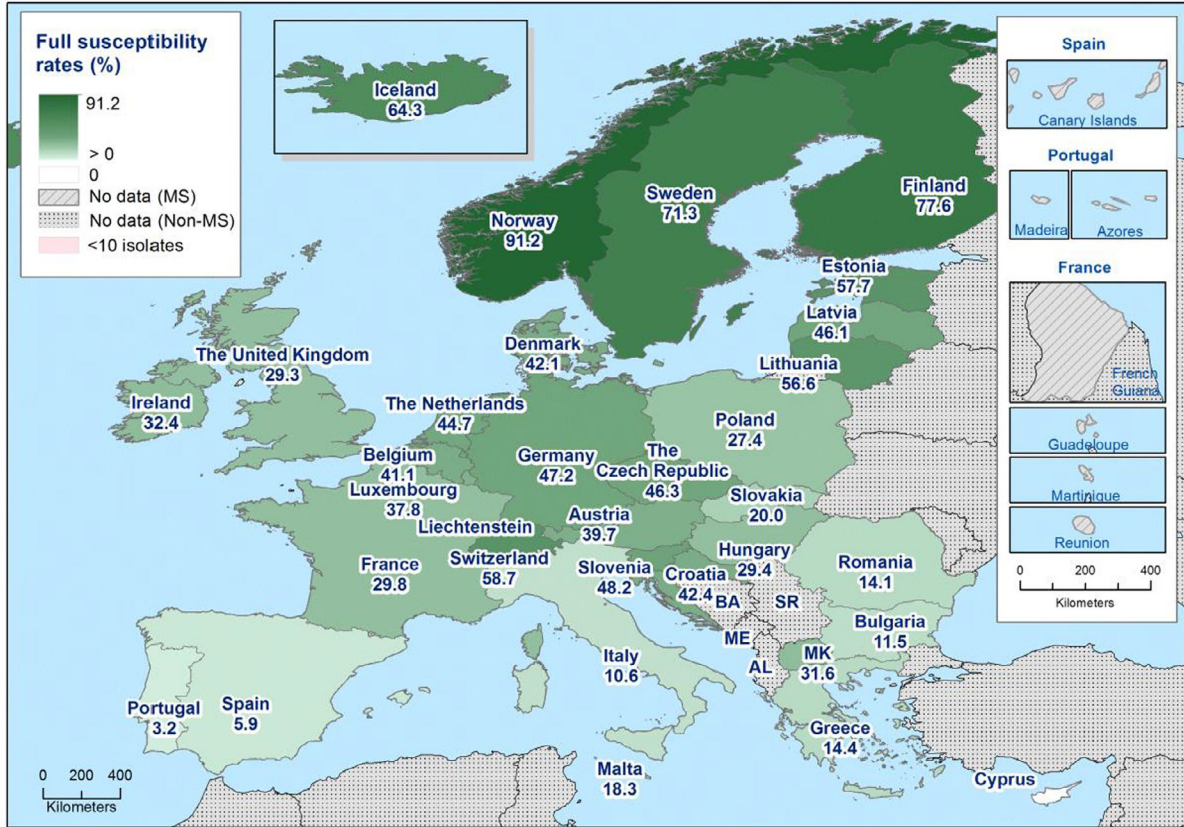 Full susceptibility
rates (%)
91.2
> 0
0
No data (MS)
No data (Non-MS)
<10 isolates
Iceland
64.3
Norway
91.2
Sweden
71.3
Finland
77.6
Estonia
57.7
Latvia
46.1
Lithuania
56.6
Denmark
42.1
The United Kingdom
29.3
Ireland
32.4
The Netherlands
44.7
Belgium
41.1
Luxembourg
37.8
Germany
47.2
Poland
27.4
The
Czech Republic
46.3
Slovakia
20.0
Liechtenstein
Austria
39.7
Switzerland
58.7
France
29.8
Slovenia
48.2
Croatia
42.4
Hungary
29.4
Romania
14.1
BA
SR
ME
AL
MK
31.6
Bulgaria
11.5
Italy
10.6
Portugal
3.2
Spain
5.9
Greece
14.4
Malta
18.3
Cyprus
0 200 400
Kilometers
Spain
Canary Islands
Portugal
Madeira
Azores
France
French
Guiana
Guadeloupe
Martinique
Reunion
0 200 400
Kilometers